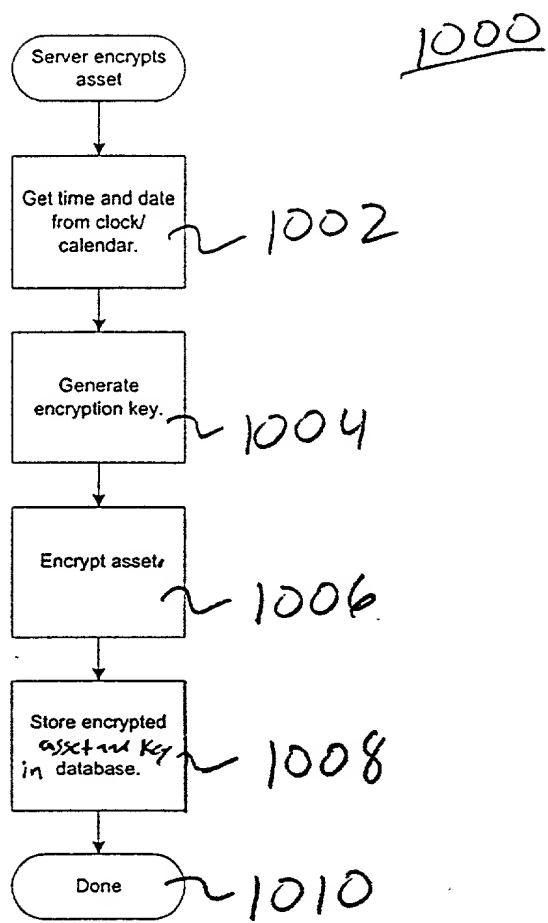 1000
Server encrypts
asset
Get time and date
from clock/
calendar.
1002
Generate
encryption key.
1004
Encrypt asset.
1006
Store encrypted
asset and key
in database.
1008
Done
1010